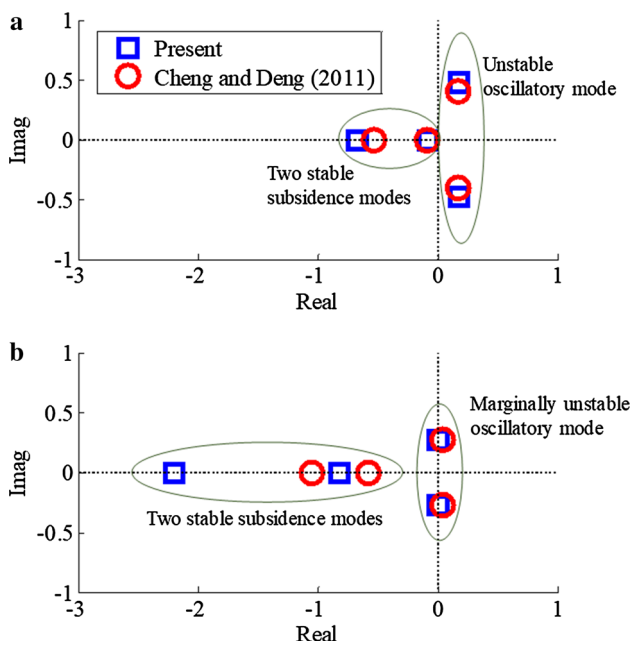 a
1
Present
Cheng and Deng (2011)
Unstable
oscillatory mode
0.5
Imag
0
Two stable
subsidence modes
-0.5
-1
-3
-2
-1
0
1
Real
b
1
Marginally unstable
oscillatory mode
0.5
Imag
0
Two stable subsidence modes
-0.5
-1
-3
-2
-1
0
1
Real